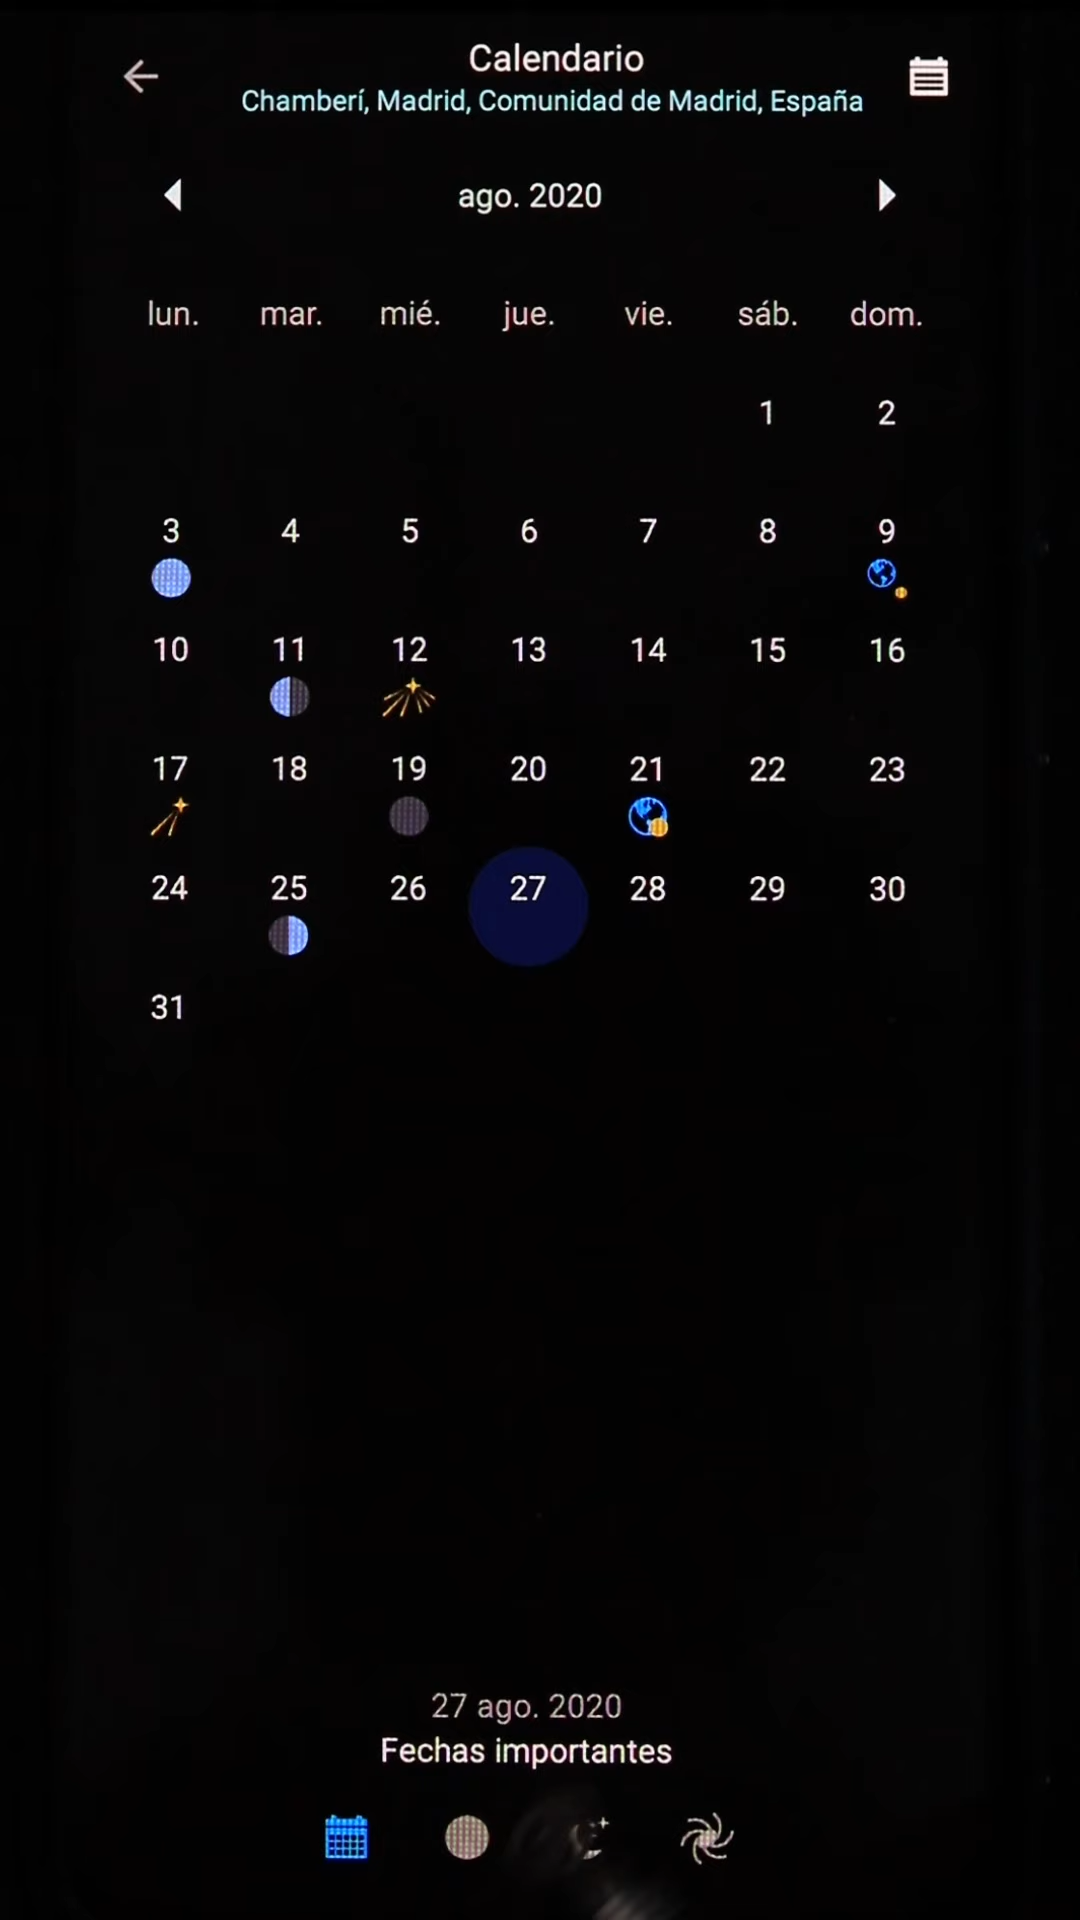 Calendario
Chamberí, Madrid, Comunidad de Madrid, España
ago. 2020
lun. mar. mié. jue. vie. sáb. dom.
1 2
3 4 5 6 7 8 9
10 11 12 13 14 15 16
17 18 19 20 21 22 23
24 25 26 27 28 29 30
31
27 ago. 2020
Fechas importantes